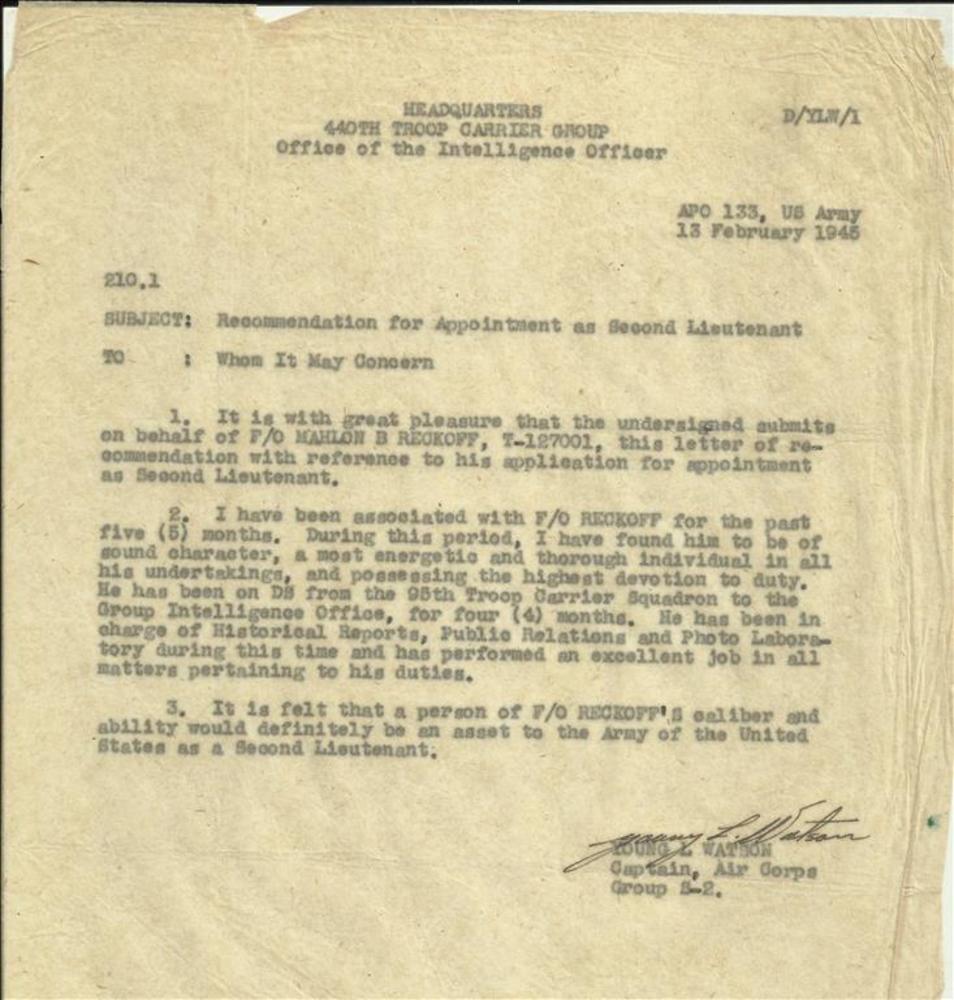 HEADQUARTERS
D/YLW/1
440TH TROOP CARRIER GROUP
Office of the Intelligence Officer
APO 133, US Army
13 February 1945
210.1
SUBJECT: Recommendation for Appointment as Second Lieutenant
TO : Whom It May Concern
1. It is with great pleasure that the undersigned submits
on behalf of F/O MAHLON B RECKOFF, T-127001, this letter of re-
commendation with reference to his application for appointment
as Second Lieutenant.
2. I have been associated with F/O RECKOFF for the past
five (5) months. During this period, I have found him to be of
sound character, a most energetic and thorough individual in all
his undertakings, and possessing the highest devotion to duty.
He has been on DS from the 95th Troop Carrier Squadron to the
Group Intelligence Office, for four (4) months. He has been in
charge of Historical Reports, Public Relations and Photo Labora-
tory during this time and has performed an excellent job in all
matters pertaining to his duties.
3. It is felt that a person of F/O RECKOFF'S caliber and
ability would definitely be an asset to the Army of the United
States as a Second Lieutenant.
Young L. Watson
YOUNG L WATSON
Captain, Air Corps
Group S-2.